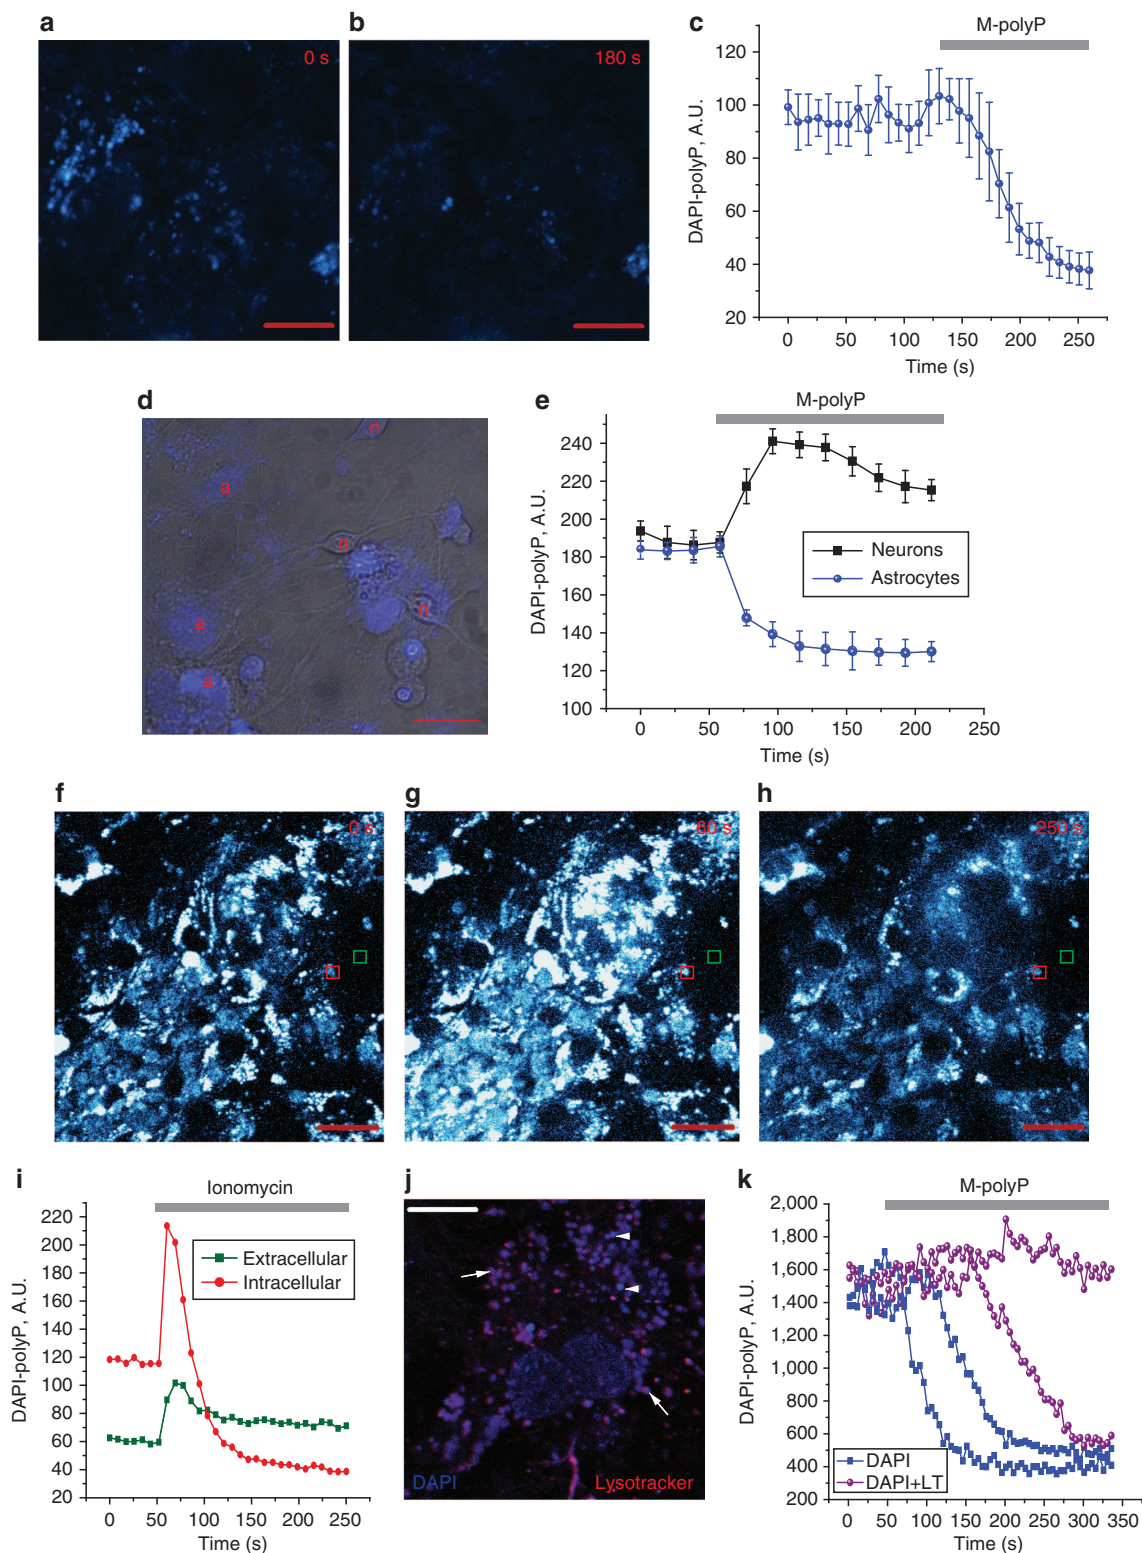 a
0 s
b
180 s
c
M-polyP
DAPI-polyP, A.U.
120
100
80
60
40
20
0
50
100
150
200
250
Time (s)
d
n
a
n
n
a
a
e
M-polyP
DAPI-polyP, A.U.
240
220
200
180
160
140
120
100
Neurons
Astrocytes
0
50
100
150
200
250
Time (s)
f
0 s
g
60 s
h
250 s
i
Ionomycin
DAPI-polyP, A.U.
220
200
180
160
140
120
100
80
60
40
20
Extracellular
Intracellular
0
50
100
150
200
250
Time (s)
j
DAPI
Lysotracker
k
M-polyP
DAPI-polyP, A.U.
1,800
1,600
1,400
1,200
1,000
800
600
400
200
DAPI
DAPI+LT
0
50
100
150
200
250
300
350
Time (s)